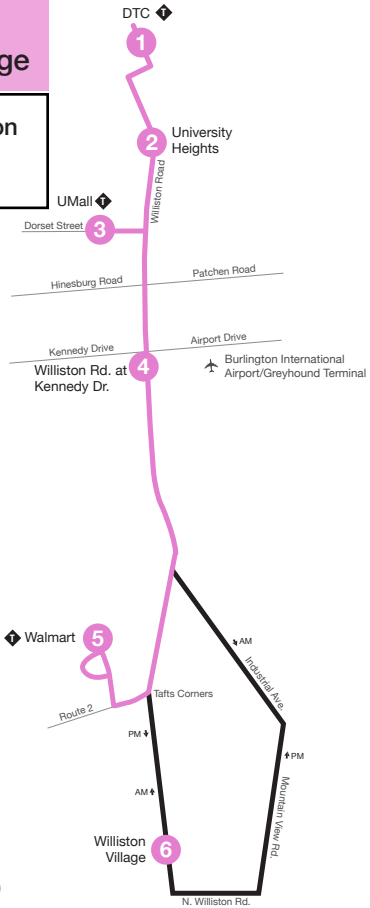 DTC T
ge
1
on
2
University
Heights
Williston Road
UMall T
Dorset Street
3
Hinesburg Road
Patchen Road
Kennedy Drive
Airport Drive
4
Williston Rd. at
Kennedy Dr.
Burlington International
Airport/Greyhound Terminal
T Walmart
5
AM
Industrial Ave.
Tafts Corners
Route 2
PM
PM
AM
Mountain View Rd.
Williston
Village
6
N. Williston Rd.